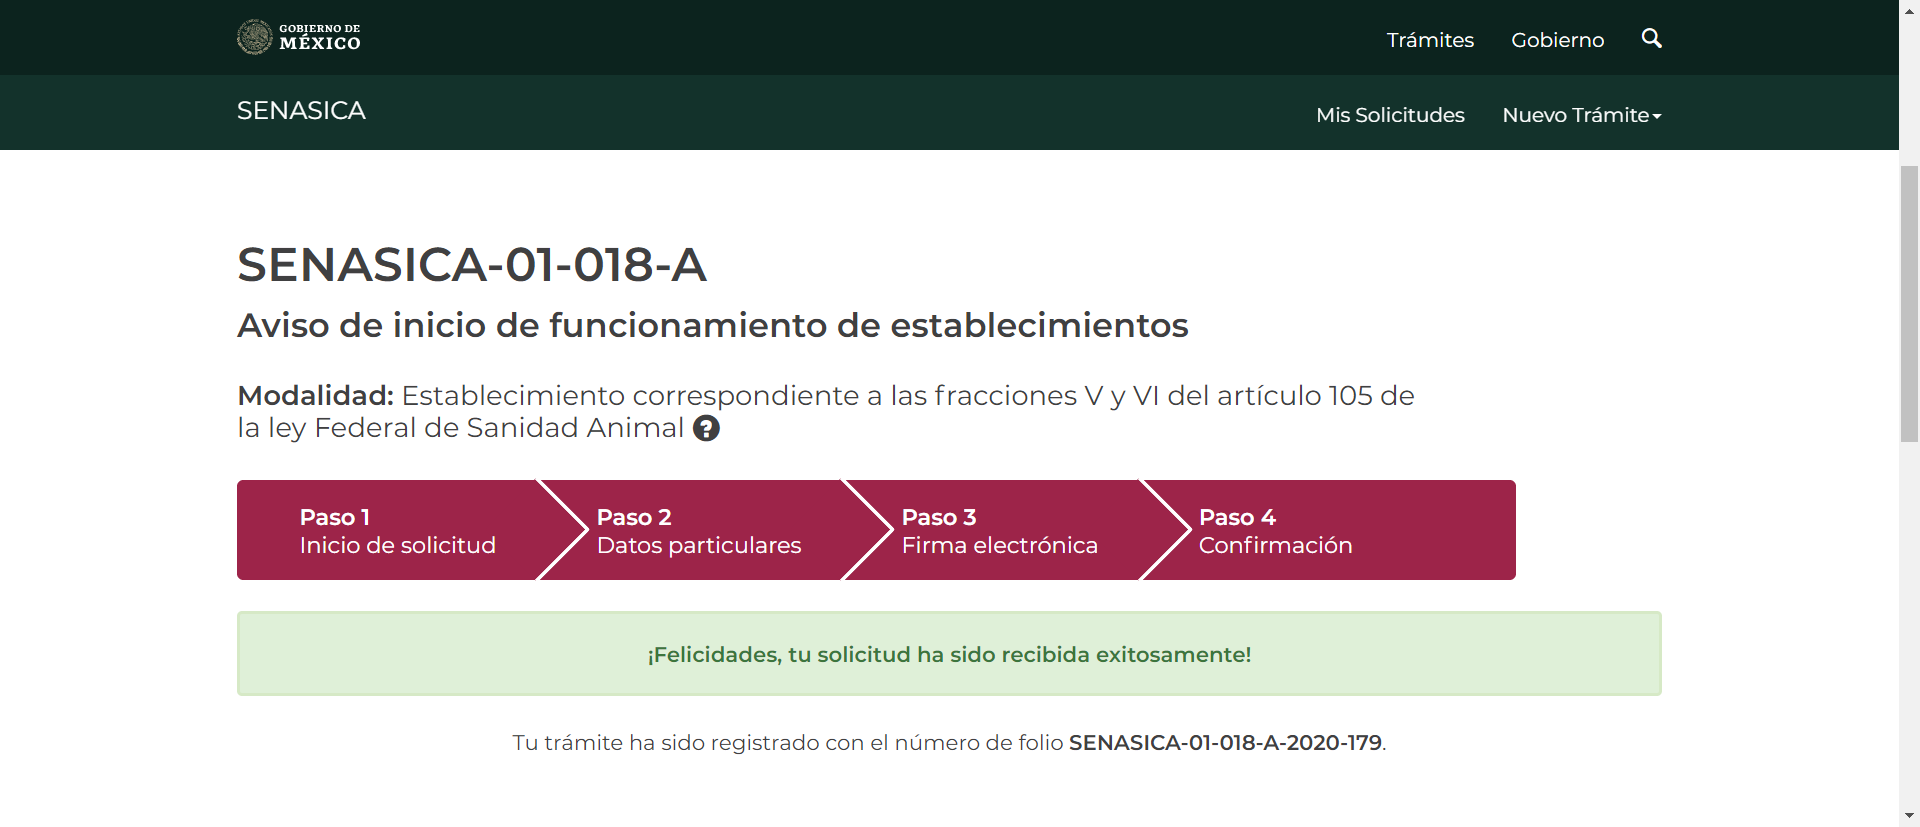 GOBIERNO DE
MÉXICO
Trámites
Gobierno
SENASICA
Mis Solicitudes
Nuevo Trámite
SENASICA-01-018-A
Aviso de inicio de funcionamiento de establecimientos
Modalidad: Establecimiento correspondiente a las fracciones V y VI del artículo 105 de
la ley Federal de Sanidad Animal
Paso 1
Inicio de solicitud
Paso 2
Datos particulares
Paso 3
Firma electrónica
Paso 4
Confirmación
¡Felicidades, tu solicitud ha sido recibida exitosamente!
Tu trámite ha sido registrado con el número de folio SENASICA-01-018-A-2020-179.